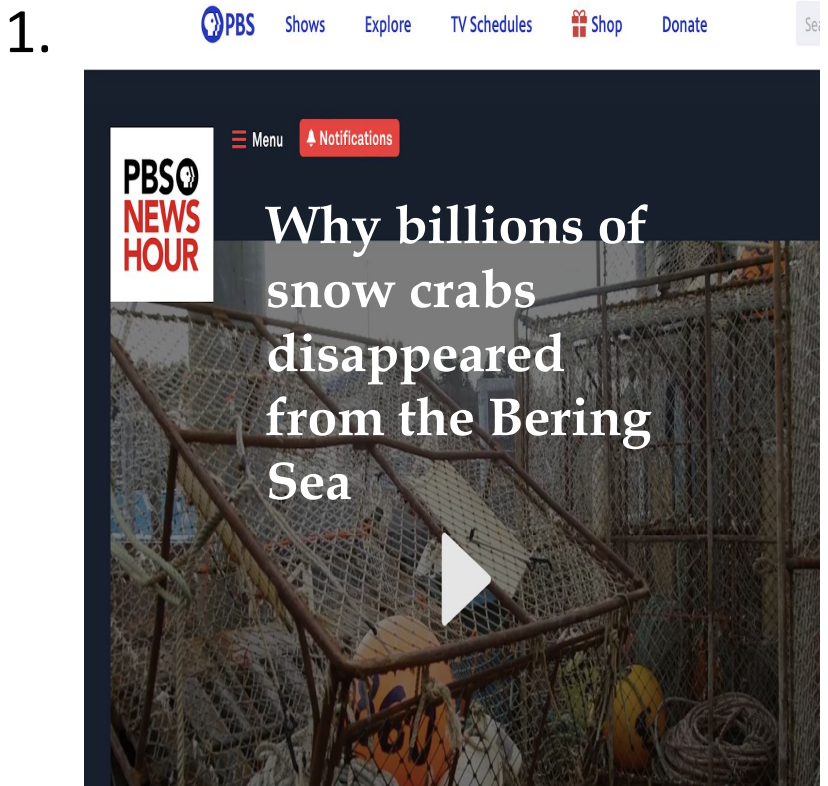 1.
PBS Shows Explore TV Schedules Shop Donate Sea
Menu Notifications
PBS
NEWS
HOUR
Why billions of
snow crabs
disappeared
from the Bering
Sea